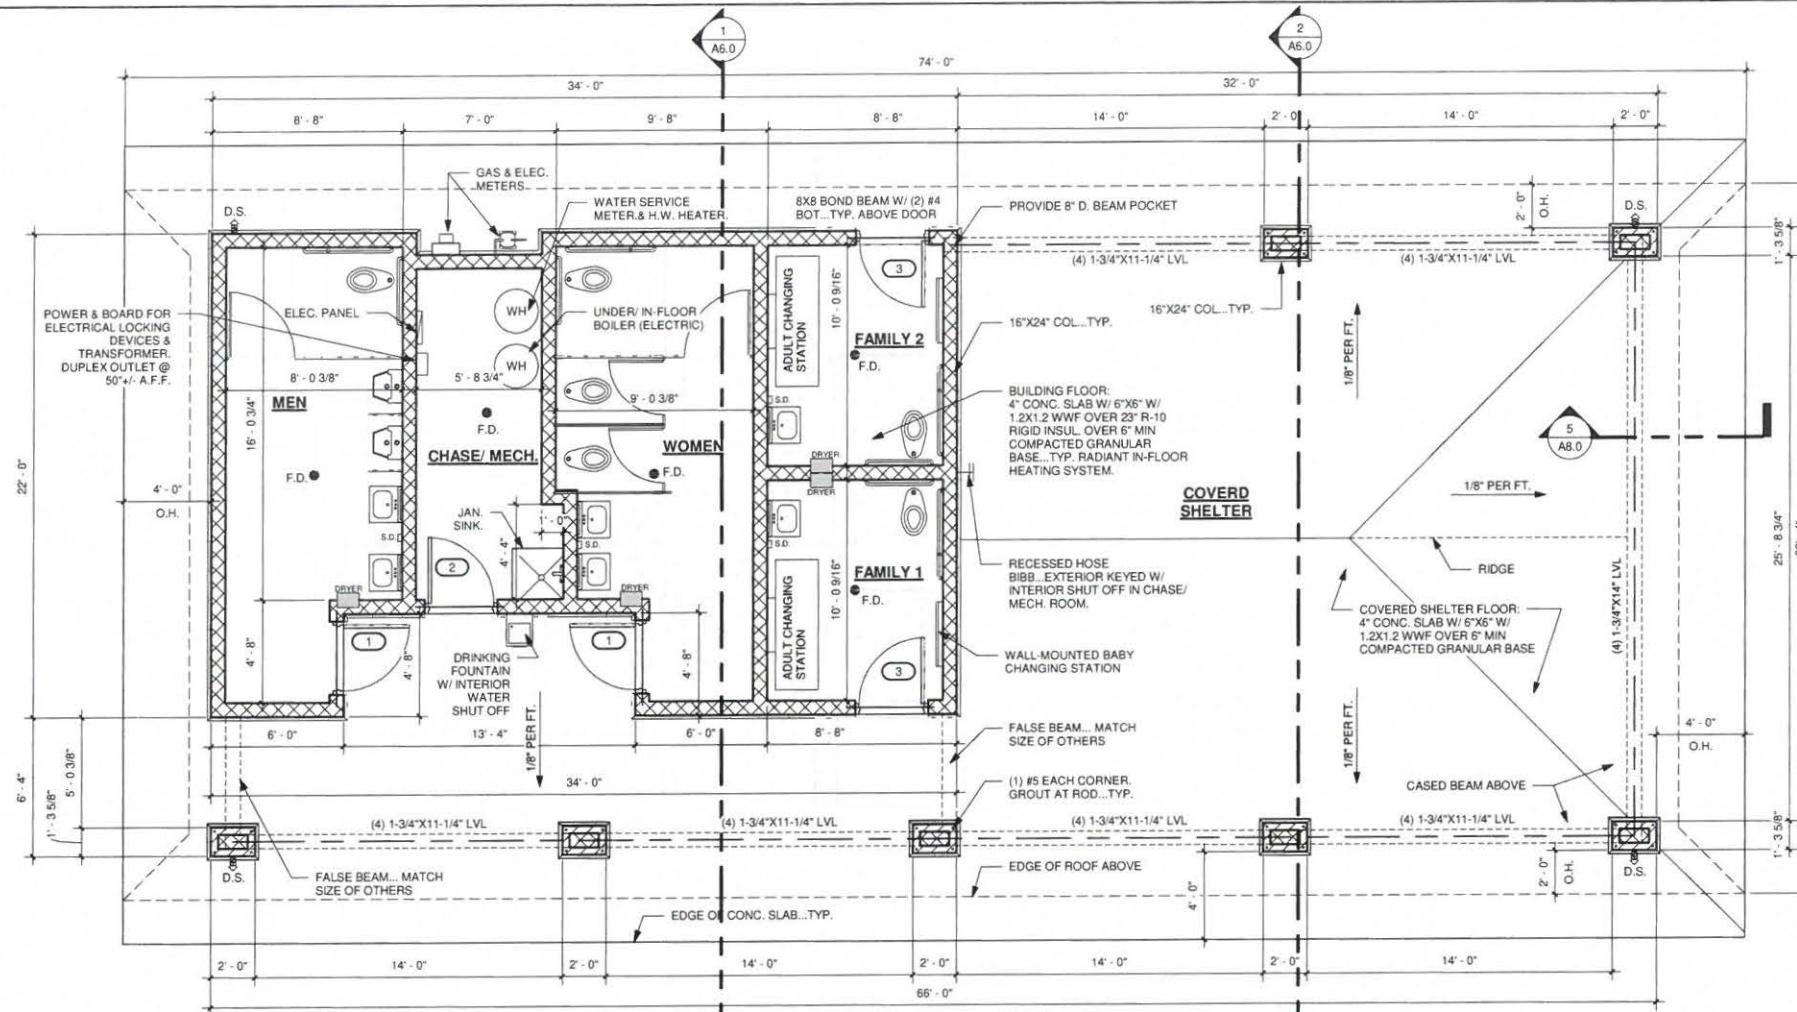 1
A6.0
2
A6.0
74' - 0"
34' - 0"
32' - 0"
8' - 8"
7' - 0"
9' - 8"
8' - 8"
14' - 0"
2' - 0"
14' - 0"
2' - 0"
GAS & ELEC.
METERS
WATER SERVICE
METER & H.W. HEATER.
8X8 BOND BEAM W/ (2) #4
BOT...TYP. ABOVE DOOR
PROVIDE 8" D. BEAM POCKET
2' - 0"
O.H.
D.S.
D.S.
1' - 3 5/8"
(4) 1-3/4"X11-1/4" LVL
(4) 1-3/4"X11-1/4" LVL
3
ADULT CHANGING
STATION
10' - 0 9/16"
FAMILY 2
F.D.
WH
WH
UNDER/ IN-FLOOR
BOILER (ELECTRIC)
ELEC. PANEL
POWER & BOARD FOR
ELECTRICAL LOCKING
DEVICES &
TRANSFORMER.
DUPLEX OUTLET @
50"+/- A.F.F.
16"X24" COL...TYP.
16"X24" COL...TYP.
1/8" PER FT.
8' - 0 3/8"
5' - 8 3/4"
9' - 0 3/8"
MEN
16' - 0 3/4"
F.D.
F.D.
CHASE/ MECH.
WOMEN
F.D.
S.D.
DRYER
DRYER
BUILDING FLOOR:
4" CONC. SLAB W/ 6"X6" W/
1.2X1.2 WWF OVER 23" R-10
RIGID INSUL. OVER 6" MIN
COMPACTED GRANULAR
BASE...TYP. RADIANT IN-FLOOR
HEATING SYSTEM.
5
A8.0
1/8" PER FT.
COVERD
SHELTER
22' - 0"
4' - 0"
O.H.
JAN.
SINK.
1' - 0"
4' - 4"
S.D.
S.D.
S.D.
2
DRYER
DRYER
RECESSED HOSE
BIBB...EXTERIOR KEYED W/
INTERIOR SHUT OFF IN CHASE/
MECH. ROOM.
RIDGE
25' - 8 3/4"
ADULT CHANGING
STATION
10' - 0 9/16"
FAMILY 1
F.D.
3
COVERED SHELTER FLOOR:
4" CONC. SLAB W/ 6"X6" W/
1.2X1.2 WWF OVER 6" MIN
COMPACTED GRANULAR BASE
(4) 1-3/4"X14" LVL
4' - 8"
1
4' - 8"
1
4' - 8"
DRINKING
FOUNTAIN
W/ INTERIOR
WATER
SHUT OFF
WALL-MOUNTED BABY
CHANGING STATION
1/8" PER FT.
1/8" PER FT.
FALSE BEAM... MATCH
SIZE OF OTHERS
4' - 0"
O.H.
6' - 0"
13' - 4"
6' - 0"
8' - 8"
34' - 0"
6' - 4"
5' - 0 3/8"
1' - 3 5/8"
(1) #5 EACH CORNER.
GROUT AT ROD...TYP.
CASED BEAM ABOVE
(4) 1-3/4"X11-1/4" LVL
(4) 1-3/4"X11-1/4" LVL
(4) 1-3/4"X11-1/4" LVL
(4) 1-3/4"X11-1/4" LVL
1' - 3 5/8"
D.S.
D.S.
FALSE BEAM... MATCH
SIZE OF OTHERS
EDGE OF ROOF ABOVE
2' - 0"
O.H.
4' - 0"
EDGE OF CONC. SLAB...TYP.
2' - 0"
14' - 0"
2' - 0"
14' - 0"
2' - 0"
14' - 0"
2' - 0"
14' - 0"
66' - 0"